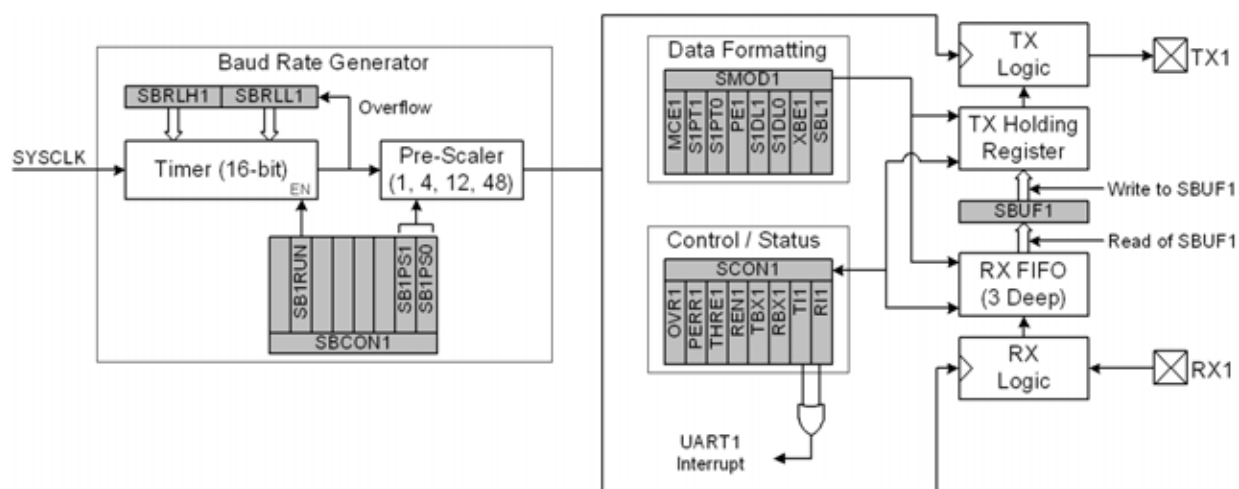 Baud Rate Generator
SBRLH1 SBRLL1
Overflow
SYSCLK
Timer (16-bit)
EN
Pre-Scaler
(1, 4, 12, 48)
SB1RUN
SB1PS1
SB1PS0
SBCON1
Data Formatting
SMOD1
MCE1
S1PT1
S1PT0
PE1
S1DL1
S1DL0
XBE1
SBL1
Control / Status
SCON1
OVR1
PERR1
THRE1
REN1
TBX1
RBX1
TI1
RI1
UART1
Interrupt
TX
Logic
TX1
TX Holding
Register
Write to SBUF1
SBUF1
Read of SBUF1
RX FIFO
(3 Deep)
RX
Logic
RX1